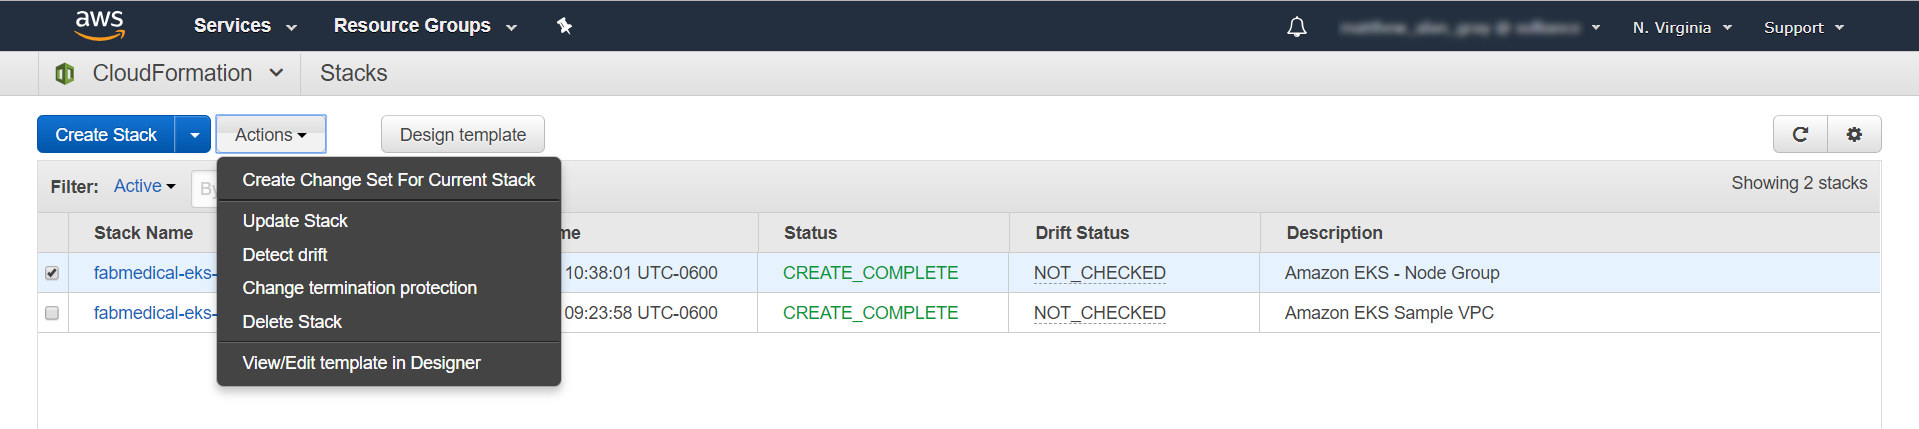 aws Services Resource Groups N. Virginia Support
CloudFormation Stacks
Create Stack Actions Design template
Filter: Active By Showing 2 stacks
Create Change Set For Current Stack
Update Stack
Detect drift
Change termination protection
Delete Stack
View/Edit template in Designer
Stack Name me Status Drift Status Description
fabmedical-eks- 10:38:01 UTC-0600 CREATE_COMPLETE NOT_CHECKED Amazon EKS - Node Group
fabmedical-eks- 09:23:58 UTC-0600 CREATE_COMPLETE NOT_CHECKED Amazon EKS Sample VPC